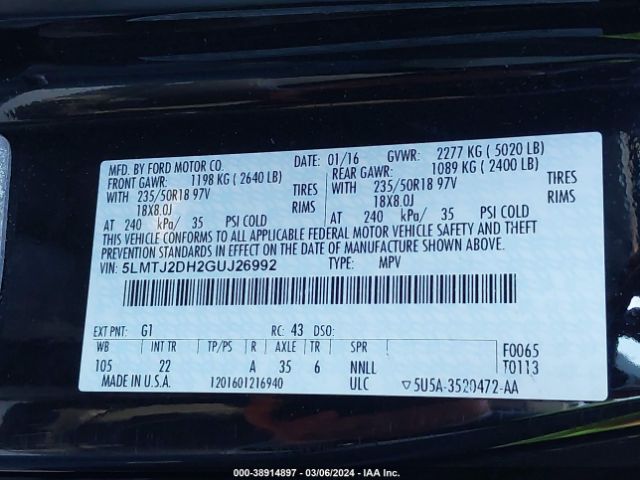 MFD. BY FORD MOTOR CO. DATE: 01/16 GVWR: 2277 KG ( 5020 LB)
FRONT GAWR: 1198 KG ( 2640 LB) REAR GAWR: 1089 KG ( 2400 LB)
WITH 235/50R18 97V TIRES WITH 235/50R18 97V TIRES
18X8.0J RIMS 18X8.0J RIMS
AT 240 kPa/ 35 PSI COLD AT 240 kPa/ 35 PSI COLD
THIS VEHICLE CONFORMS TO ALL APPLICABLE FEDERAL MOTOR VEHICLE SAFETY AND THEFT
PREVENTION STANDARDS IN EFFECT ON THE DATE OF MANUFACTURE SHOWN ABOVE.
VIN: 5LMTJ2DH2GUJ26992 TYPE: MPV
EXT PNT: G1 RC: 43 DSO: F0065
WB INT TR TP/PS R AXLE TR SPR T0113
105 22 A 35 6 NNLL
MADE IN U.S.A. 1201601216940 ULC ▽5U5A-3520472-AA
000-38914897 - 03/06/2024 - IAA Inc.